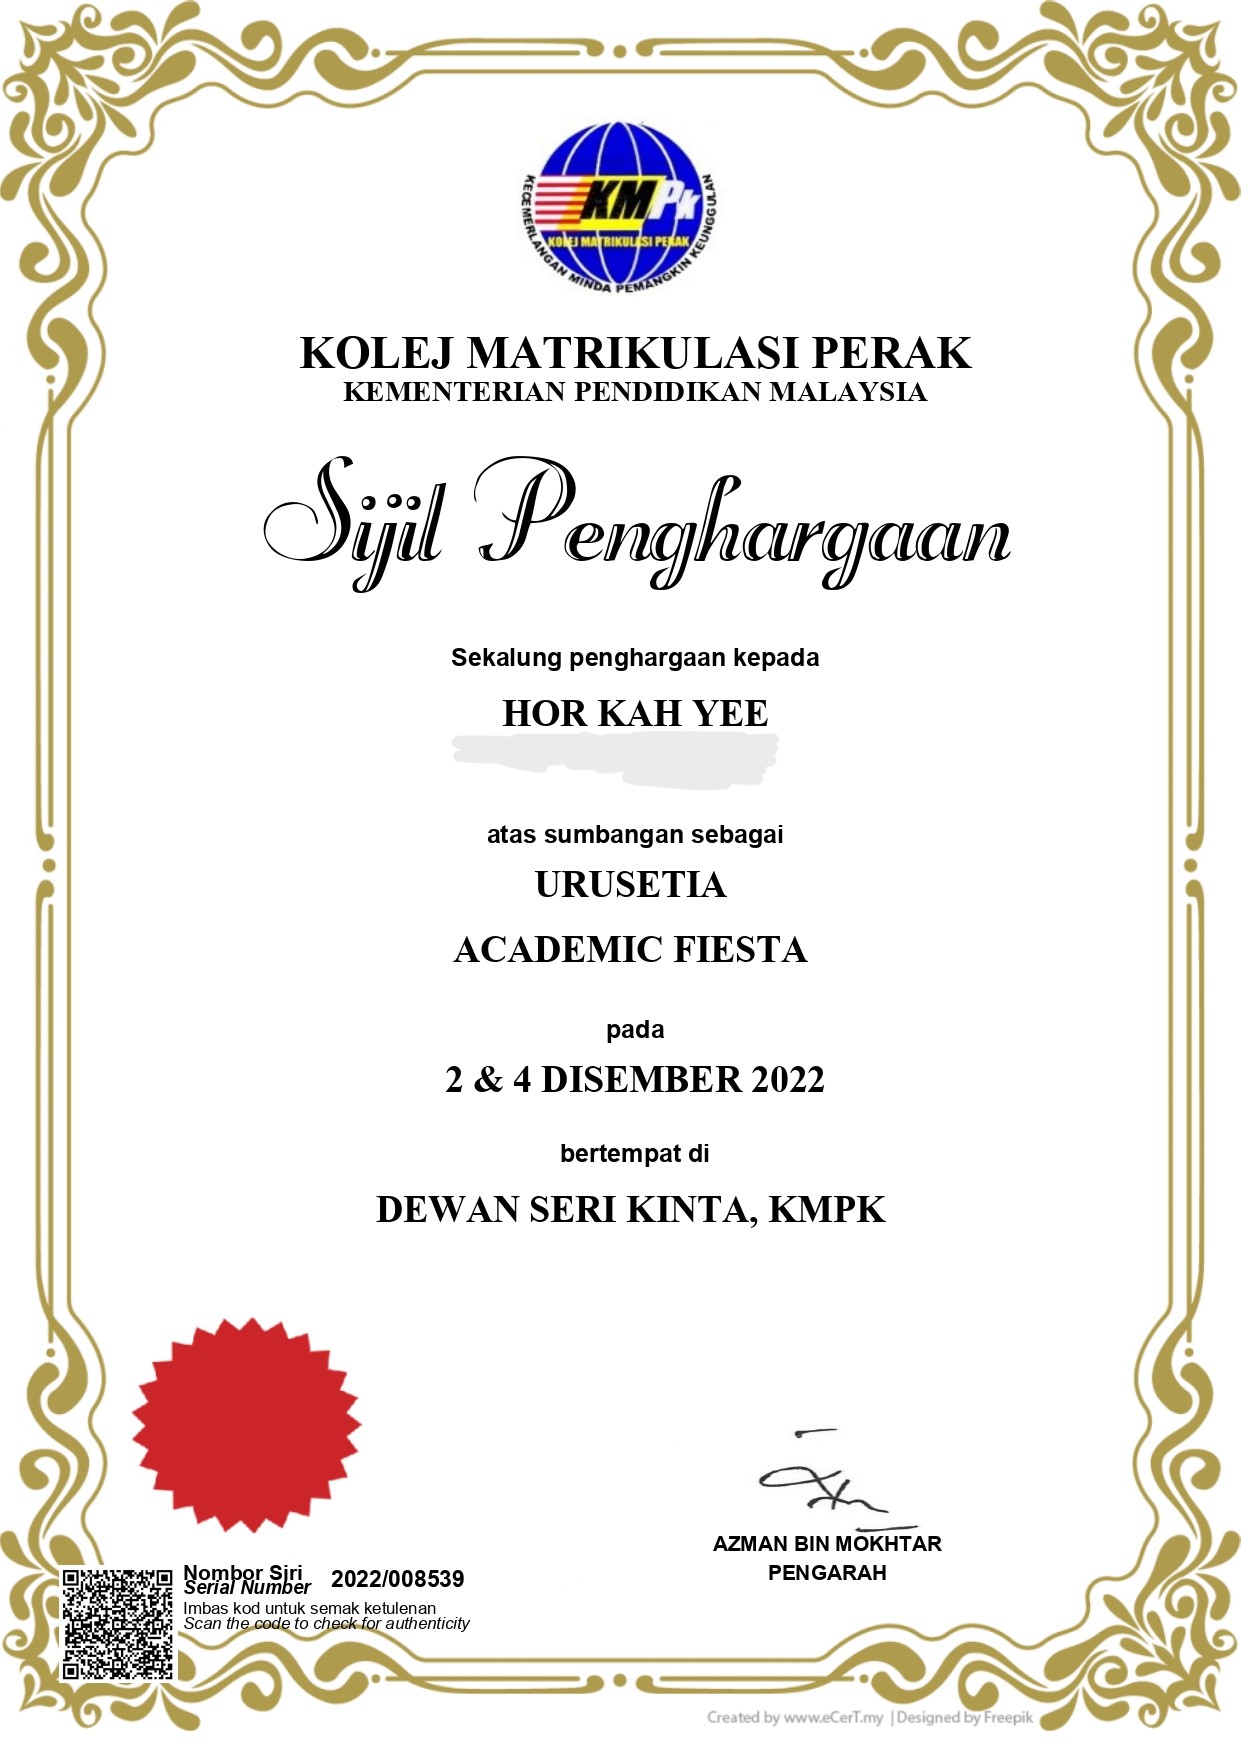 KMPk
KOLEJ MATRIKULASI PERAK
KECEMERLANGAN MINDA PEMANGKIN KEUNGGULAN
KOLEJ MATRIKULASI PERAK
KEMENTERIAN PENDIDIKAN MALAYSIA
Sijil Penghargaan
Sekalung penghargaan kepada
HOR KAH YEE
atas sumbangan sebagai
URUSETIA
ACADEMIC FIESTA
pada
2 & 4 DISEMBER 2022
bertempat di
DEWAN SERI KINTA, KMPK
AZMAN BIN MOKHTAR
PENGARAH
Nombor Siri
Serial Number 2022/008539
Imbas kod untuk semak ketulenan
Scan the code to check for authenticity
Created by www.eCerT.my | Designed by Freepik